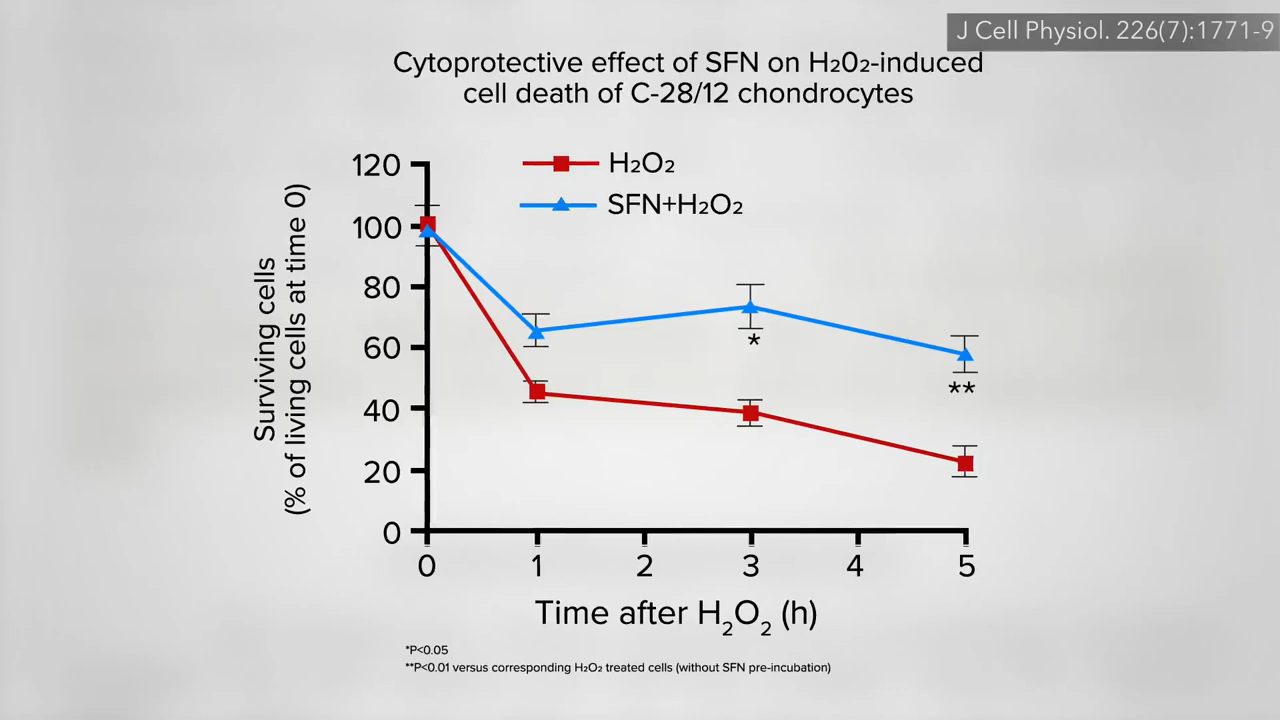 J Cell Physiol. 226(7):1771-9
Cytoprotective effect of SFN on H₂0₂-induced
cell death of C-28/12 chondrocytes
H₂O₂
SFN+H₂O₂
Surviving cells
(% of living cells at time 0)
120
100
80
60
40
20
0
*
**
0 1 2 3 4 5
Time after H₂O₂ (h)
*P<0.05
**P<0.01 versus corresponding H₂O₂ treated cells (without SFN pre-incubation)